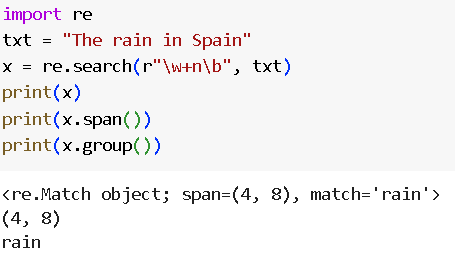 import re
txt = "The rain in Spain"
x = re.search(r"\w+n\b", txt)
print(x)
print(x.span())
print(x.group())
<re.Match object; span=(4, 8), match='rain'>
(4, 8)
rain